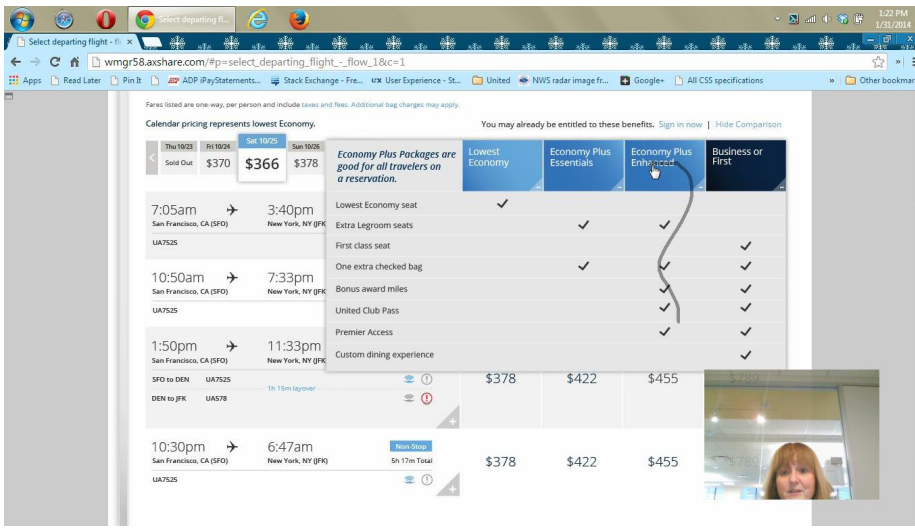 Select departing fl...
1:22 PM
1/31/2014
Select departing flight - fl
wmgr58.axshare.com/#p=select_departing_flight_-_flow_1&c=1
Apps Read Later Pin It ADP iPayStatements... Stack Exchange - Fre... UX User Experience - St... United NWS radar image fr... Google+ All CSS specifications » Other bookmar
Fares listed are one-way, per person and include taxes and fees. Additional bag charges may apply.
Calendar pricing represents lowest Economy.
You may already be entitled to these benefits. Sign in now | Hide Comparison
Thu 10/23 Fri 10/24 Sat 10/25 Sun 10/26
Sold Out $370 $366 $378
Economy Plus Packages are good for all travelers on a reservation.
Lowest Economy
Economy Plus Essentials
Economy Plus Enhanced
Business or First
Lowest Economy seat
Extra Legroom seats
First class seat
One extra checked bag
Bonus award miles
United Club Pass
Premier Access
Custom dining experience
7:05am 3:40pm
San Francisco, CA (SFO) New York, NY (JFK
UA7525
10:50am 7:33pm
San Francisco, CA (SFO) New York, NY (JFK
UA7525
1:50pm 11:33pm
San Francisco, CA (SFO) New York, NY (JFK
SFO to DEN UA7525
1h 15m layover
DEN to JFK UA578
$378 $422 $455 $789
10:30pm 6:47am Non-Stop
San Francisco, CA (SFO) New York, NY (JFK) 5h 17m Total
$378 $422 $455 $789
UA7525